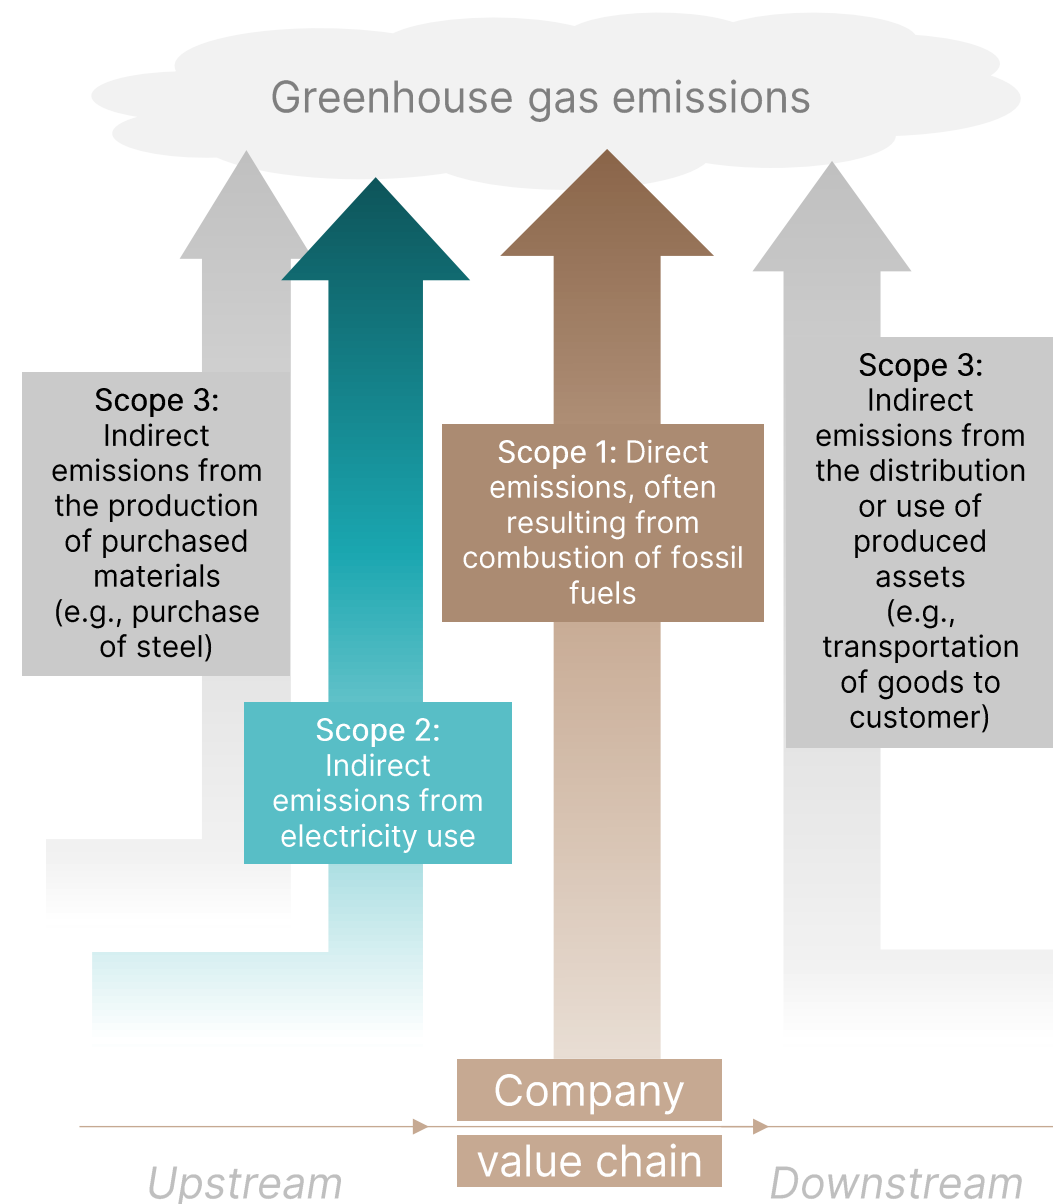 Greenhouse gas emissions
Scope 3:
Indirect
emissions from
the production
of purchased
materials
(e.g., purchase
of steel)
Scope 2:
Indirect
emissions from
electricity use
Scope 1: Direct
emissions, often
resulting from
combustion of fossil
fuels
Scope 3:
Indirect
emissions from
the distribution
or use of
produced
assets
(e.g.,
transportation
of goods to
customer)
Company
value chain
Upstream
Downstream